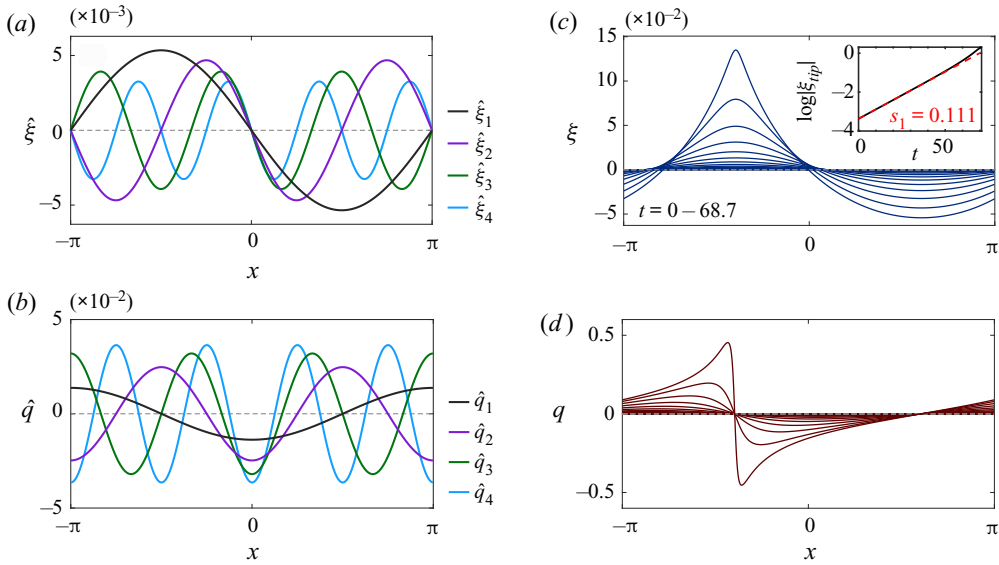 (a)
(×10⁻³)
5
0
−5
ξ̂
−π
0
π
x
ξ̂₁
ξ̂₂
ξ̂₃
ξ̂₄
(b)
(×10⁻²)
5
0
−5
q̂
−π
0
π
x
q̂₁
q̂₂
q̂₃
q̂₄
(c)
(×10⁻²)
15
10
5
0
−5
ξ
t = 0 – 68.7
−π
0
π
log|ξ_tip|
0
−2
−4
s₁ = 0.111
0
50
t
(d)
0.5
0
−0.5
q
−π
0
π
x